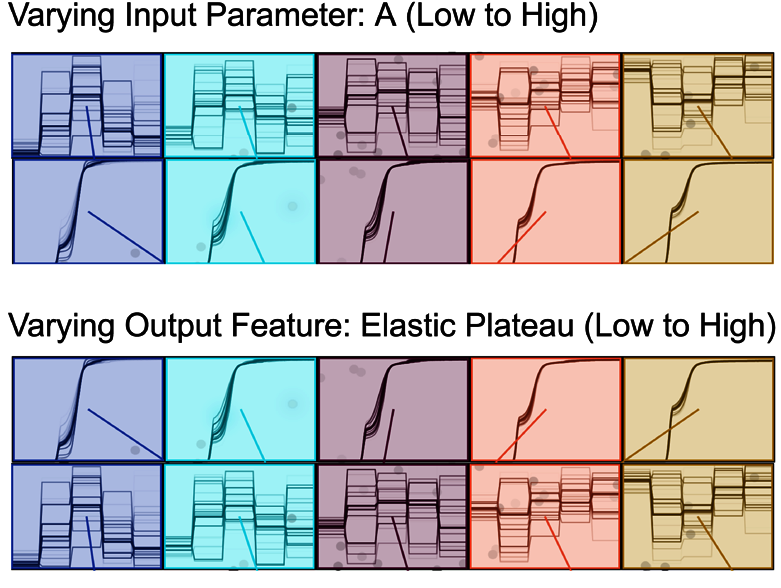 Varying Input Parameter: A (Low to High)
Varying Output Feature: Elastic Plateau (Low to High)